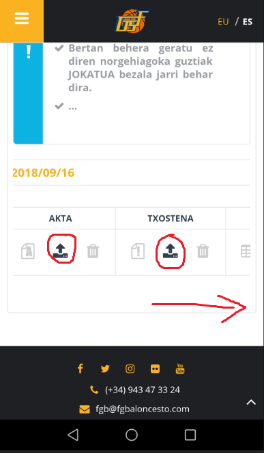 EU / ES
Bertan behera geratu ez
diren norgehiagoka guztiak
JOKATUA bezala jarri behar
dira.
...
2018/09/16
AKTA TXOSTENA
(+34) 943 47 33 24
fgb@fgbaloncesto.com